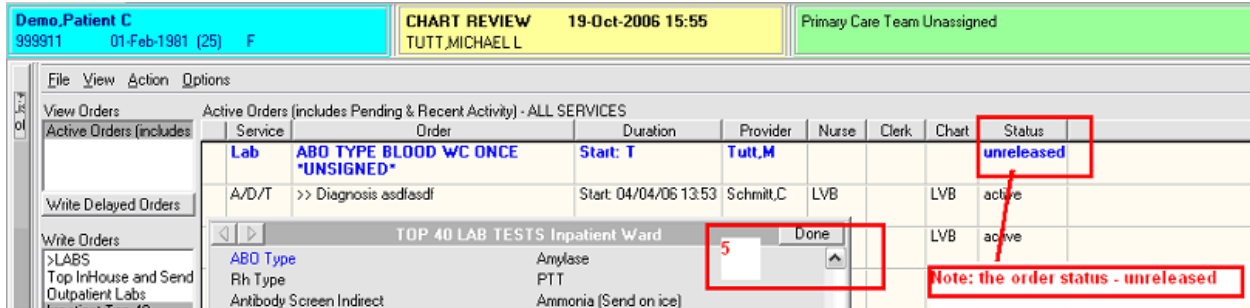 Demo,Patient C
999911 01-Feb-1981 (25) F
CHART REVIEW 19-Oct-2006 15:55
TUTT,MICHAEL L
Primary Care Team Unassigned
File View Action Options
View Orders
Active Orders (includes
Active Orders (includes Pending & Recent Activity) - ALL SERVICES
Service Order Duration Provider Nurse Clerk Chart Status
Lab ABO TYPE BLOOD WC ONCE Start: T Tutt,M unreleased
*UNSIGNED*
A/D/T >> Diagnosis asdfasdf Start: 04/04/06 13:53 Schmitt,C LVB LVB active
Write Delayed Orders
LVB active
Write Orders
>LABS
Top InHouse and Send
Outpatient Labs
TOP 40 LAB TESTS Inpatient Ward
Done
5
ABO Type Amylase
Rh Type PTT
Antibody Screen Indirect Ammonia (Send on ice)
Note: the order status - unreleased